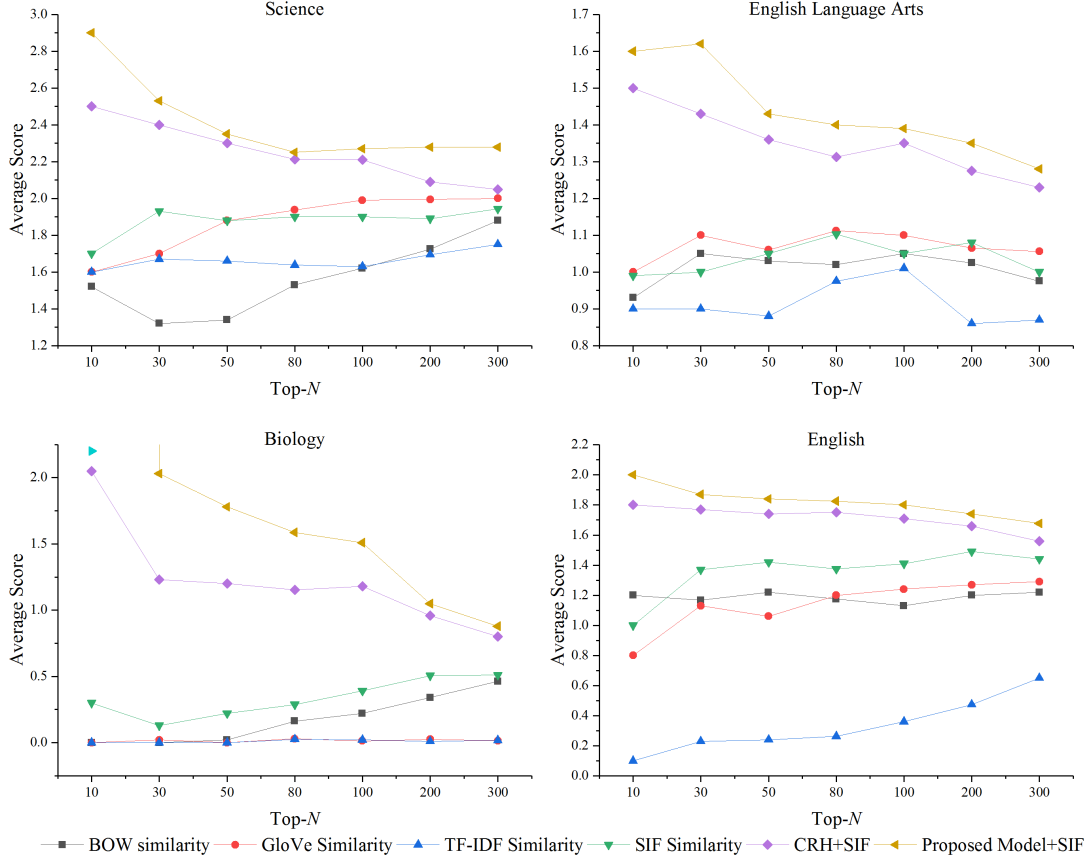 Science
3.0
2.8
2.6
2.4
2.2
2.0
1.8
1.6
1.4
1.2
Average Score
10 30 50 80 100 200 300
Top-N
English Language Arts
1.6
1.5
1.4
1.3
1.2
1.1
1.0
0.9
0.8
Average Score
10 30 50 80 100 200 300
Top-N
Biology
2.0
1.5
1.0
0.5
0.0
Average Score
10 30 50 80 100 200 300
Top-N
English
2.2
2.0
1.8
1.6
1.4
1.2
1.0
0.8
0.6
0.4
0.2
0.0
Average Score
10 30 50 80 100 200 300
Top-N
BOW similarity GloVe Similarity TF-IDF Similarity SIF Similarity CRH+SIF Proposed Model+SIF